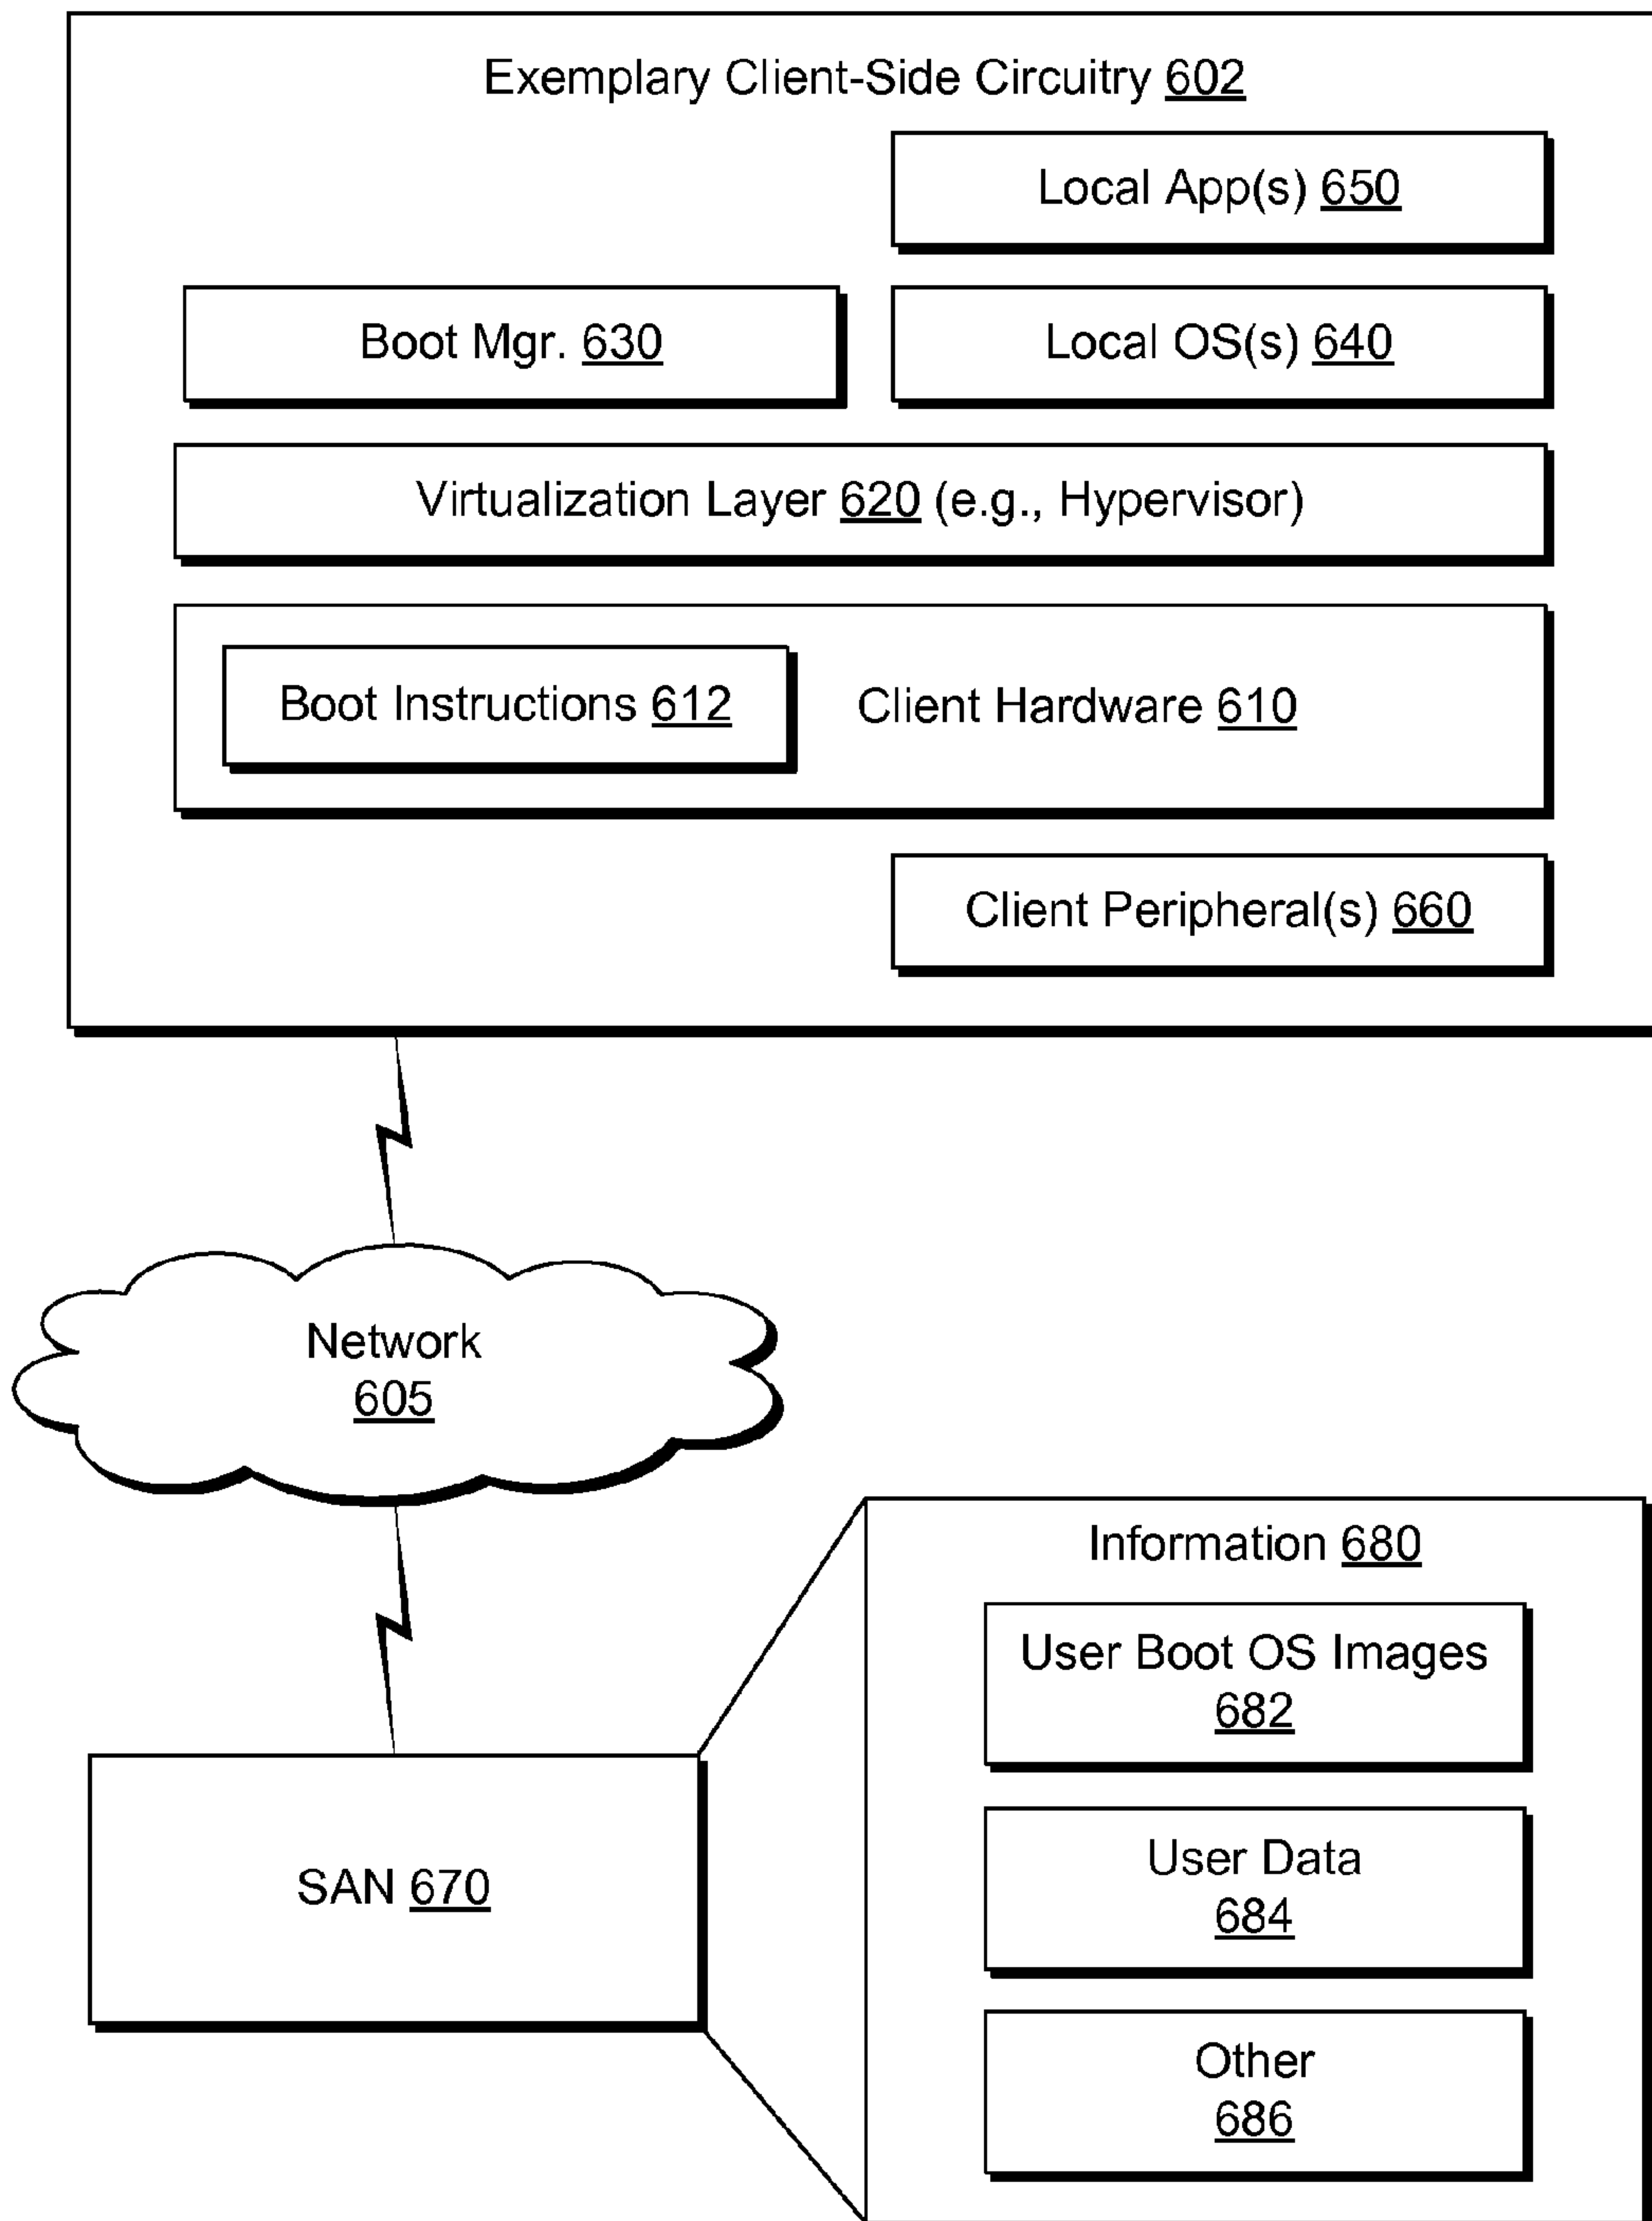 Exemplary Client-Side Circuitry 602
Local App(s) 650
Boot Mgr. 630
Local OS(s) 640
Virtualization Layer 620 (e.g., Hypervisor)
Boot Instructions 612
Client Hardware 610
Client Peripheral(s) 660
Network
605
Information 680
User Boot OS Images
682
SAN 670
User Data
684
Other
686